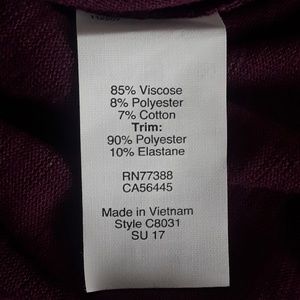 85% Viscose
8% Polyester
7% Cotton
Trim:
90% Polyester
10% Elastane
RN77388
CA56445
Made in Vietnam
Style C8031
SU 17